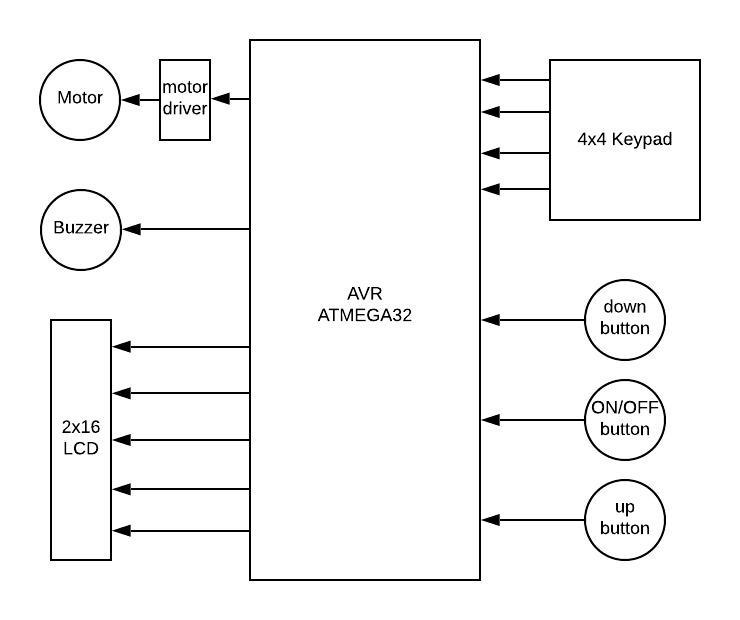 Motor
motor
driver
4x4 Keypad
Buzzer
AVR
ATMEGA32
down
button
ON/OFF
button
2x16
LCD
up
button